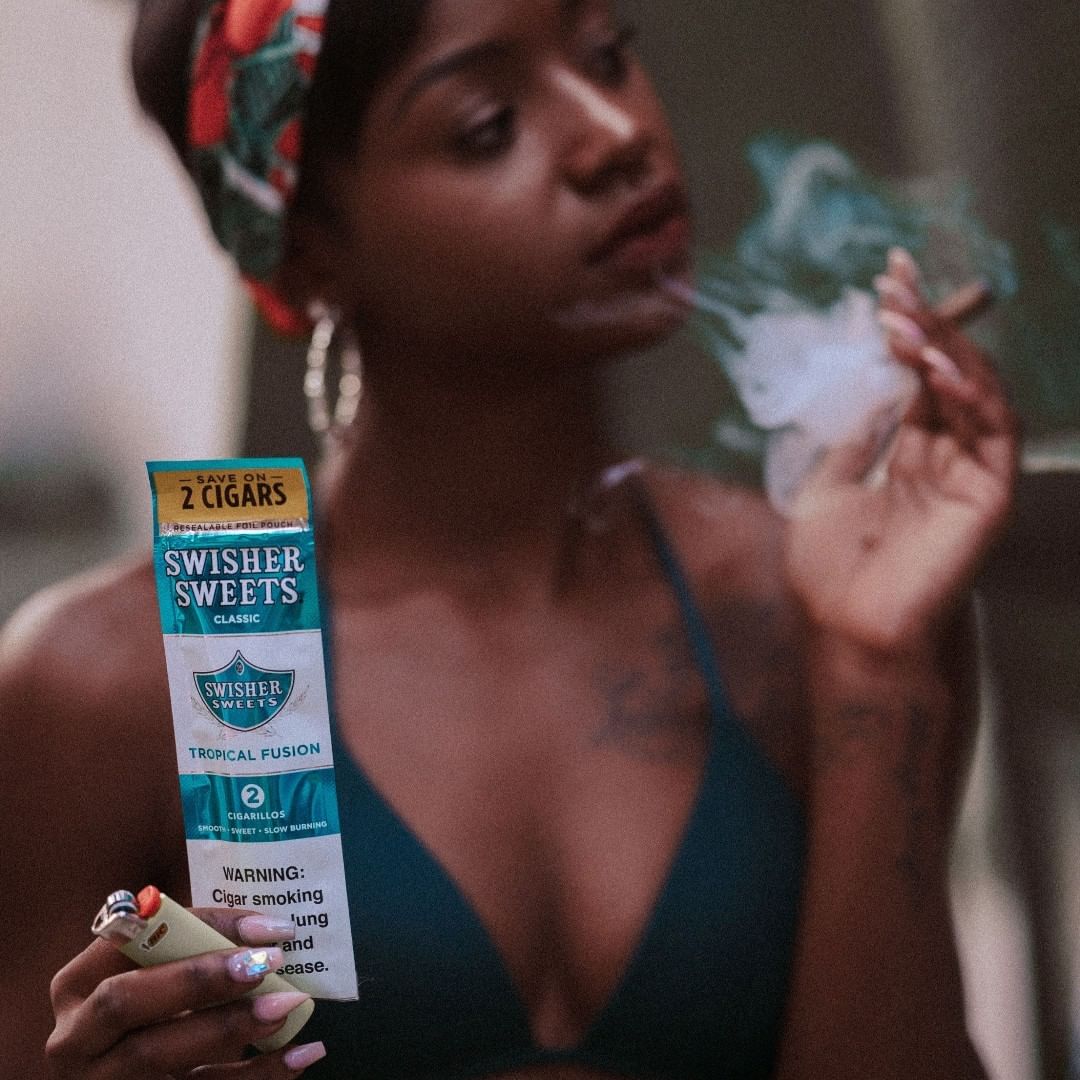 SAVE ON
2 CIGARS
RESEALABLE FOIL POUCH
SWISHER
SWEETS
CLASSIC
SWISHER
SWEETS
TROPICAL FUSION
2
CIGARILLOS
SMOOTH • SWEET • SLOW BURNING
WARNING:
Cigar smoking
lung
and
sease.
BIC